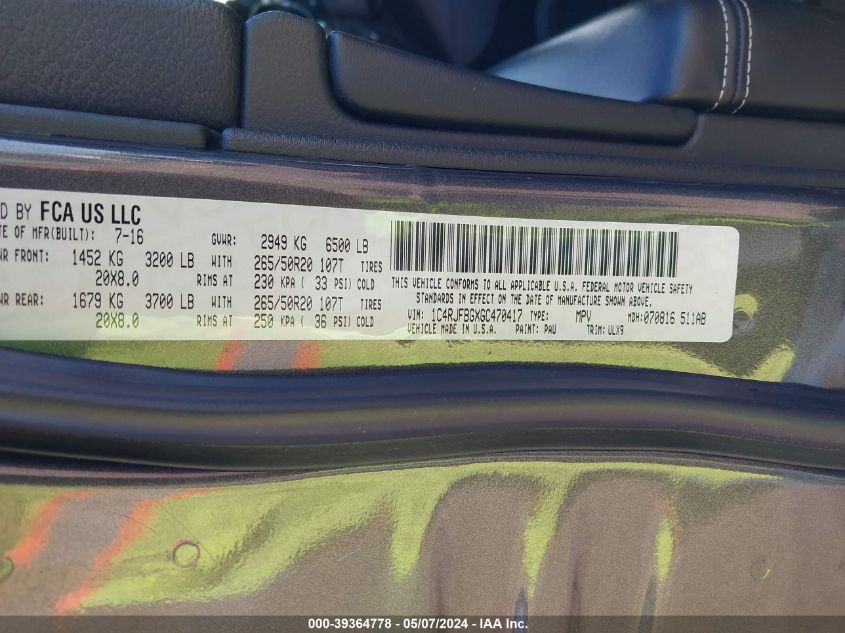 D BY FCA US LLC
TE OF MFR(BUILT): 7-16 GVWR: 2949 KG 6500 LB
WR FRONT: 1452 KG 3200 LB WITH 265/50R20 107T TIRES
20X8.0 RIMS AT 230 KPA ( 33 PSI) COLD
WR REAR: 1679 KG 3700 LB WITH 265/50R20 107T TIRES
20X8.0 RIMS AT 250 KPA ( 36 PSI) COLD
THIS VEHICLE CONFORMS TO ALL APPLICABLE U.S.A. FEDERAL MOTOR VEHICLE SAFETY
STANDARDS IN EFFECT ON THE DATE OF MANUFACTURE SHOWN ABOVE.
VIN: 1C4RJFBGXGC470417 TYPE: MPV MDH: 070816 511AB
VEHICLE MADE IN U.S.A. PAINT: PAU TRIM: VLX9
000-39364778 - 05/07/2024 - IAA Inc.